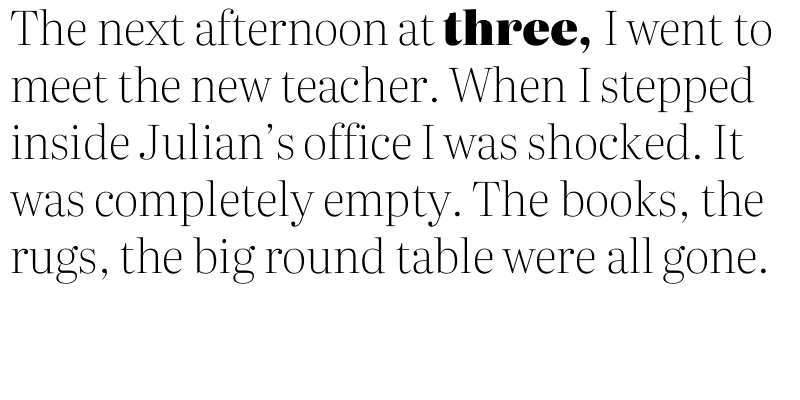 The next afternoon at three, I went to
meet the new teacher. When I stepped
inside Julian’s office I was shocked. It
was completely empty. The books, the
rugs, the big round table were all gone.